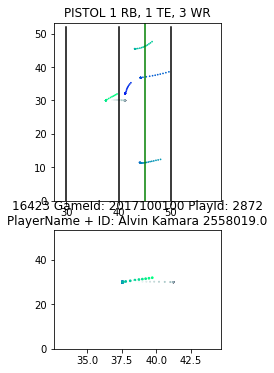 PISTOL 1 RB, 1 TE, 3 WR
50
40
30
20
10
0
30 40 50
16423 GameId: 2017100100 PlayId: 2872
PlayerName + ID: Alvin Kamara 2558019.0
40
20
0
35.0 37.5 40.0 42.5